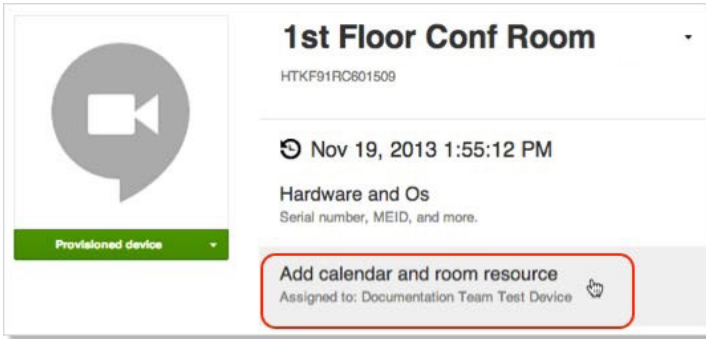 1st Floor Conf Room
HTKF91RC601509
Nov 19, 2013 1:55:12 PM
Hardware and Os
Serial number, MEID, and more.
Provisioned device
Add calendar and room resource
Assigned to: Documentation Team Test Device